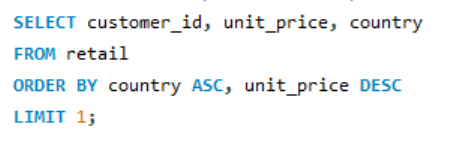 SELECT customer_id, unit_price, country
FROM retail
ORDER BY country ASC, unit_price DESC
LIMIT 1;